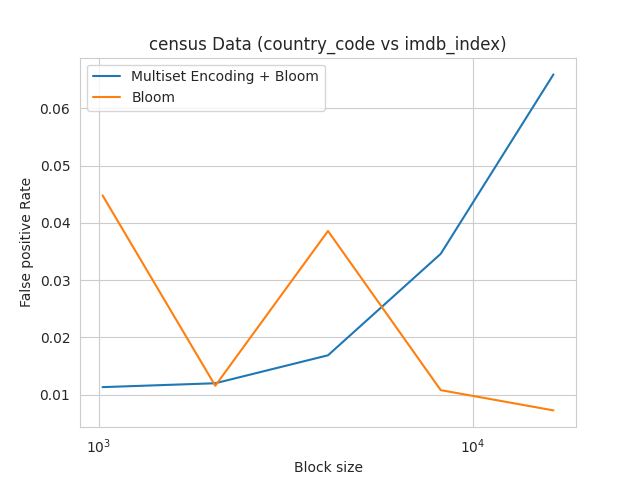 census Data (country_code vs imdb_index)
Multiset Encoding + Bloom
Bloom
False positive Rate
0.06
0.05
0.04
0.03
0.02
0.01
10³
10⁴
Block size